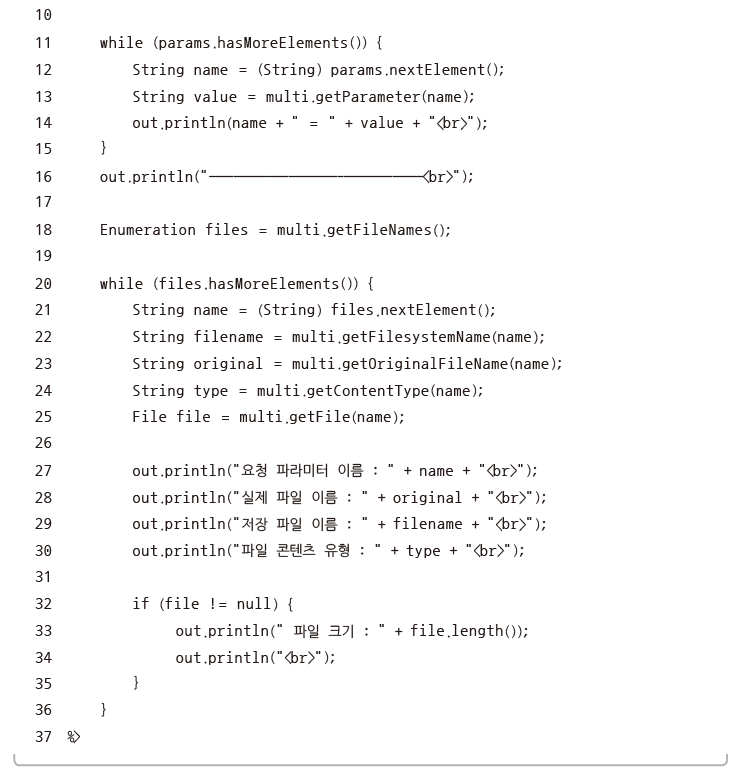 10
11 while (params.hasMoreElements()) {
12 String name = (String) params.nextElement();
13 String value = multi.getParameter(name);
14 out.println(name + " = " + value + "<br>");
15 }
16 out.println("-------------------------------<br>");
17
18 Enumeration files = multi.getFileNames();
19
20 while (files.hasMoreElements()) {
21 String name = (String) files.nextElement();
22 String filename = multi.getFilesystemName(name);
23 String original = multi.getOriginalFileName(name);
24 String type = multi.getContentType(name);
25 File file = multi.getFile(name);
26
27 out.println("요청 파라미터 이름 : " + name + "<br>");
28 out.println("실제 파일 이름 : " + original + "<br>");
29 out.println("저장 파일 이름 : " + filename + "<br>");
30 out.println("파일 콘텐츠 유형 : " + type + "<br>");
31
32 if (file != null) {
33 out.println(" 파일 크기 : " + file.length());
34 out.println("<br>");
35 }
36 }
37 %>